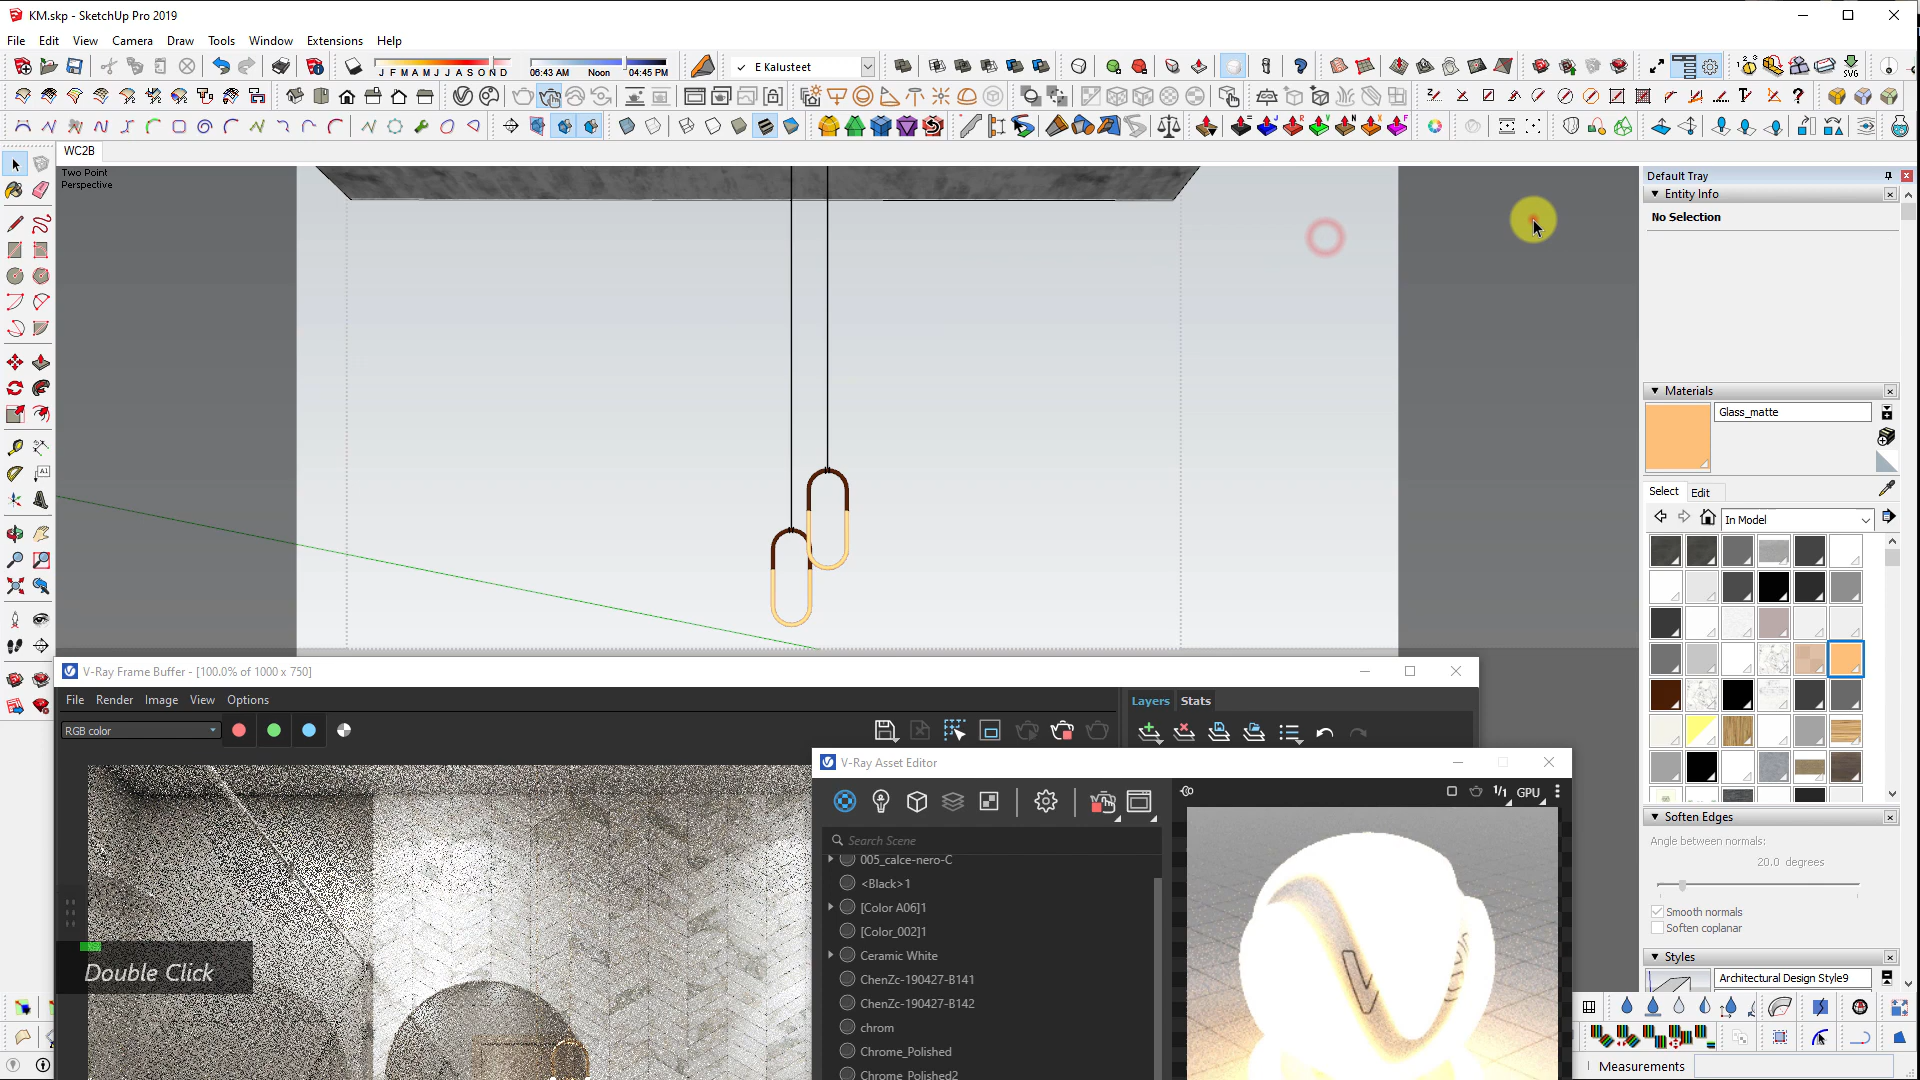 KM.skp - SketchUp Pro 2019
File Edit View Camera Draw Tools Window Extensions Help
J F M A M J J A S O N D
06:43 AM Noon 04:45 PM
✓ E Kalusteet
SVG
WC2B
Two Point
Perspective
Default Tray
Entity Info
No Selection
Materials
Glass_matte
Select Edit
In Model
Soften Edges
Angle between normals:
20.0 degrees
Smooth normals
Soften coplanar
Styles
Architectural Design Style9
Measurements
V-Ray Frame Buffer - [100.0% of 1000 x 750]
File Render Image View Options
RGB color
Layers Stats
V-Ray Asset Editor
1/1 GPU
Search Scene
005_calce-nero-C
<Black>1
[Color A06]1
[Color_002]1
Ceramic White
ChenZc-190427-B141
ChenZc-190427-B142
chrom
Chrome_Polished
Chrome_Polished2
Double Click